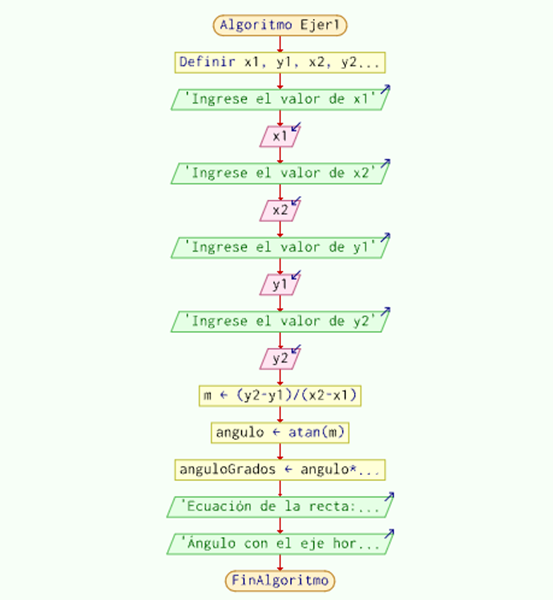 Algoritmo Ejer1
Definir x1, y1, x2, y2...
'Ingrese el valor de x1'
x1
'Ingrese el valor de x2'
x2
'Ingrese el valor de y1'
y1
'Ingrese el valor de y2'
y2
m ← (y2-y1)/(x2-x1)
angulo ← atan(m)
anguloGrados ← angulo*...
'Ecuación de la recta:...
'Ángulo con el eje hor...
FinAlgoritmo